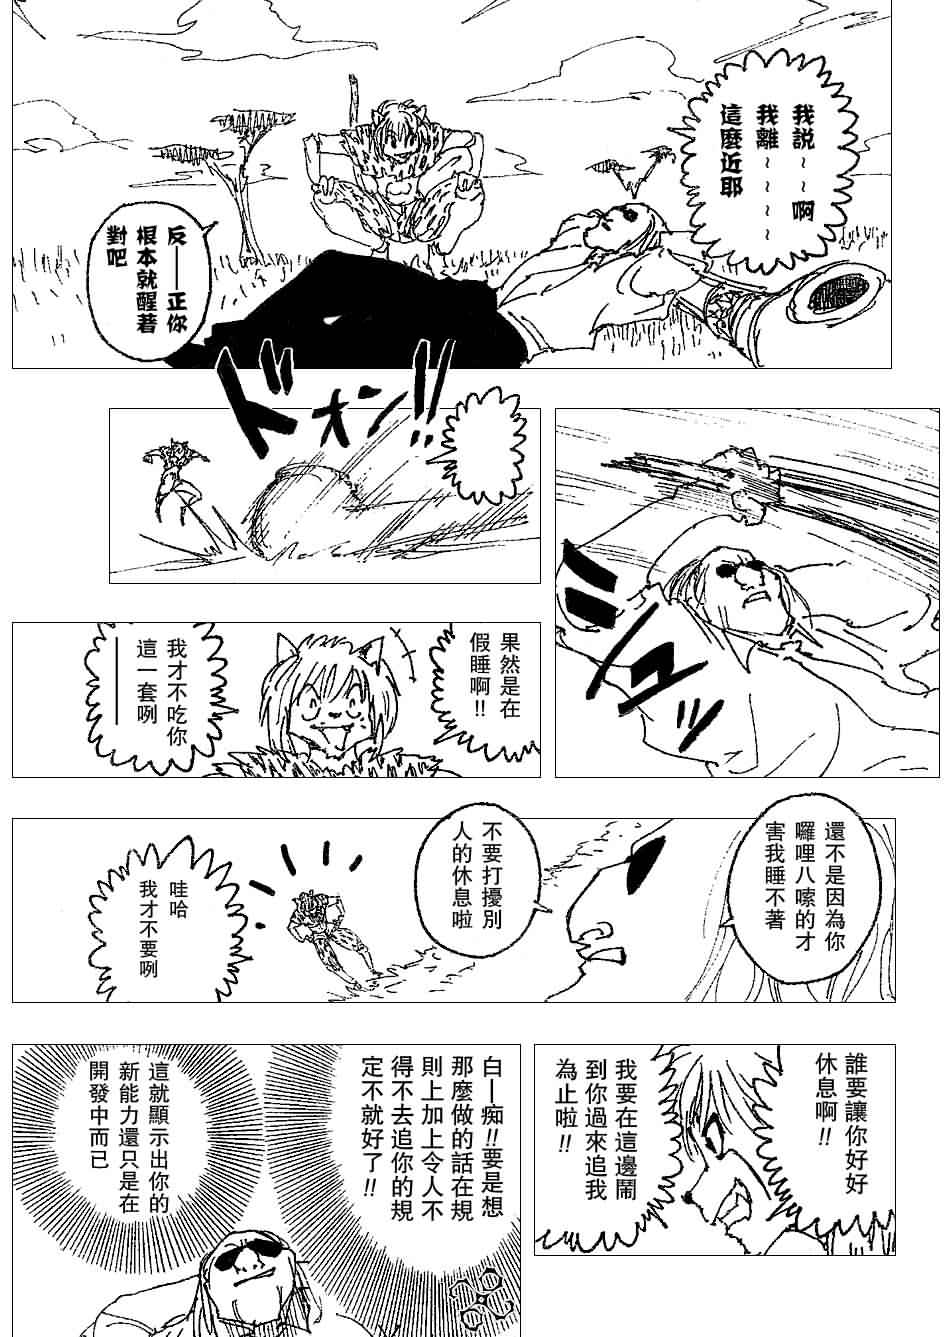 我說～～啊
我離～～～～～
這麼近耶
反——正你
根本就醒著
對吧
ドオン!!
シュッ
果然是在
假睡啊!!
我才不吃你
這一套咧
——
還不是因為你
囉哩八嗦的才
害我睡不著
不要打擾別
人的休息啦
哇哈
我才不要咧
誰要讓你好好
休息啊!!
我要在這邊鬧
到你過來追我
為止啦!!
白—痴!!要是想
那麼做的話在規
則上加上令人不
得不去追你的規
定不就好了!!
這就顯示出你的
新能力還只是在
開發中而已